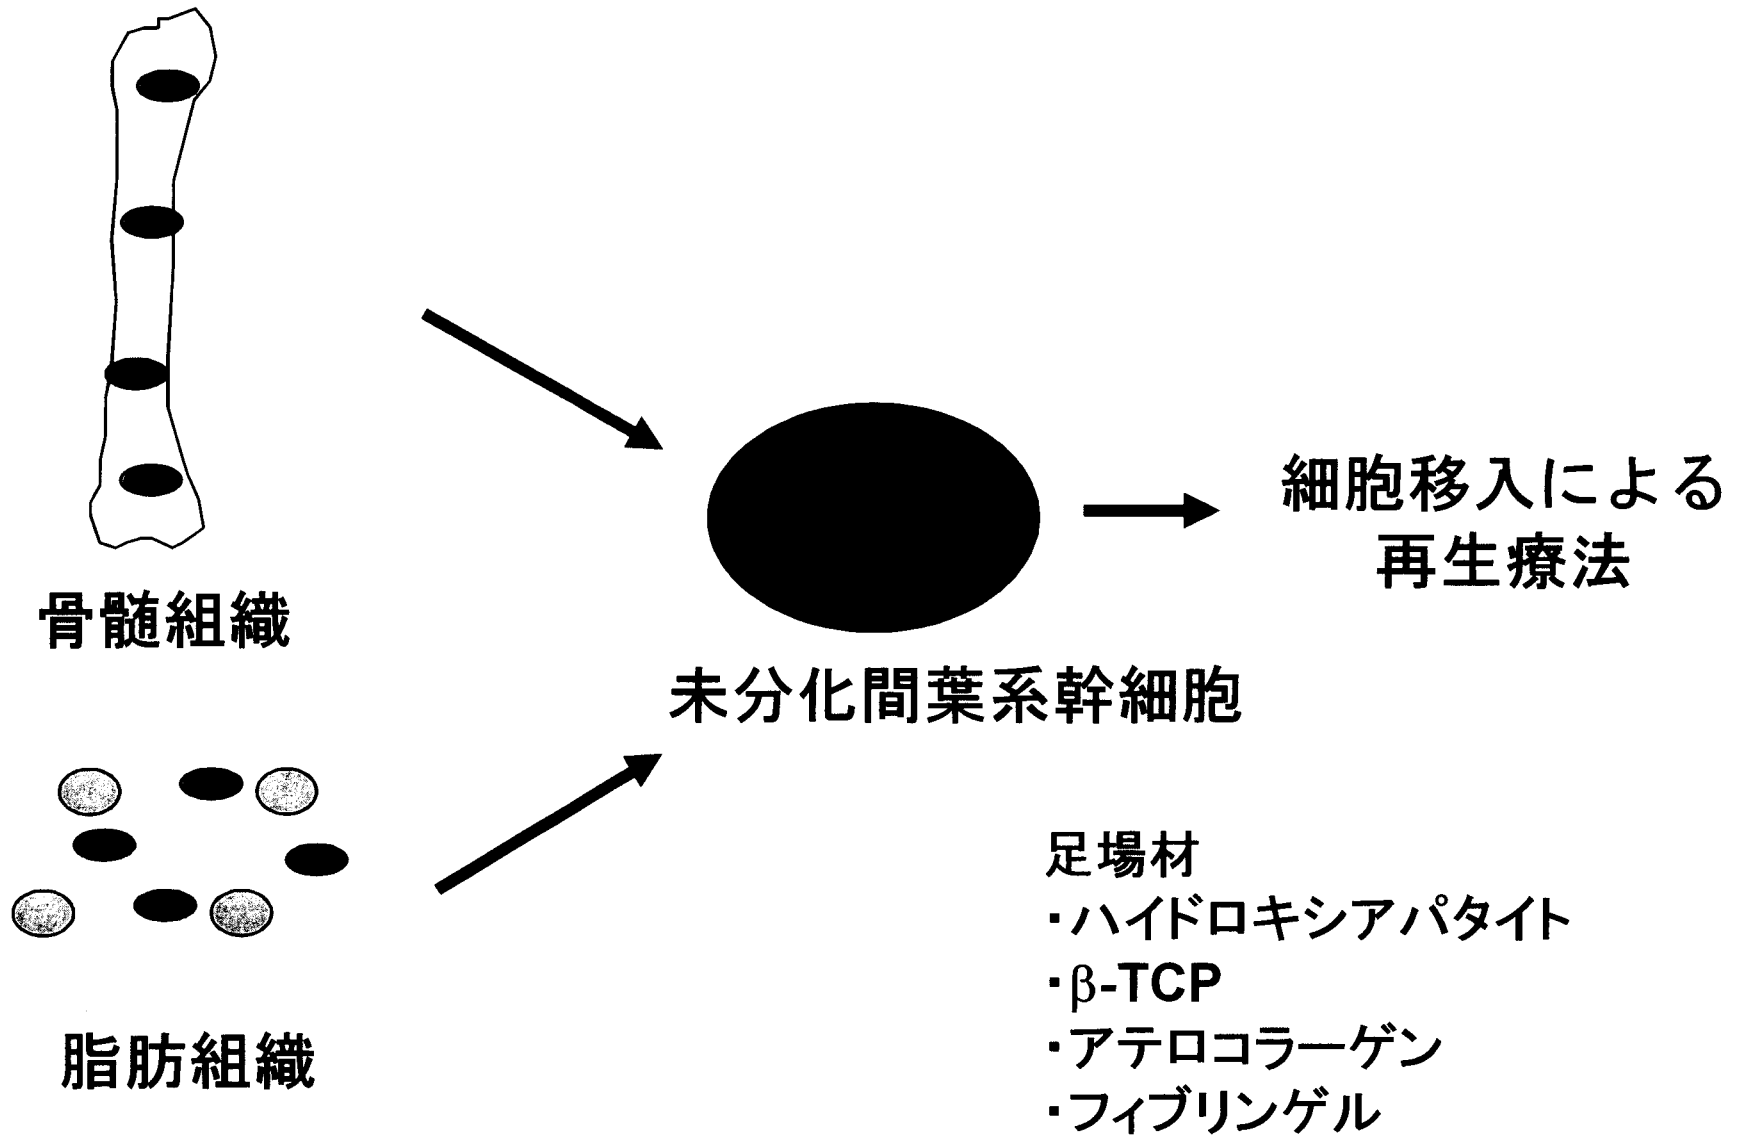 骨髄組織
脂肪組織
未分化間葉系幹細胞
細胞移入による
再生療法
足場材
・ハイドロキシアパタイト
・β-TCP
・アテロコラーゲン
・フィブリンゲル